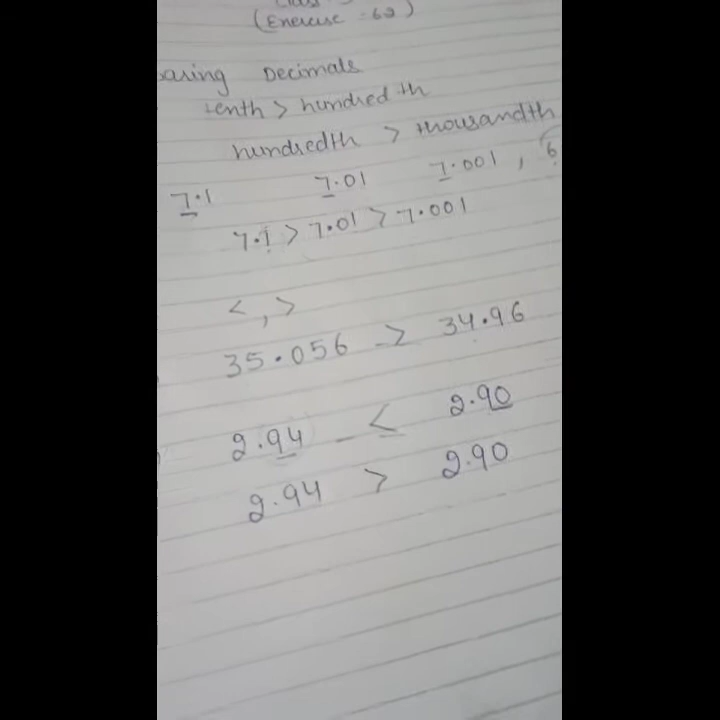 (Exercise - 62)
Decimals
tenth > hundredth
hundredth > thousandth
7.1 7.01 7.001 , 6
7.1 > 7.01 > 7.001
< , >
35.056 -> 34.96
2.94 - < 2.90
2.94 > 2.90